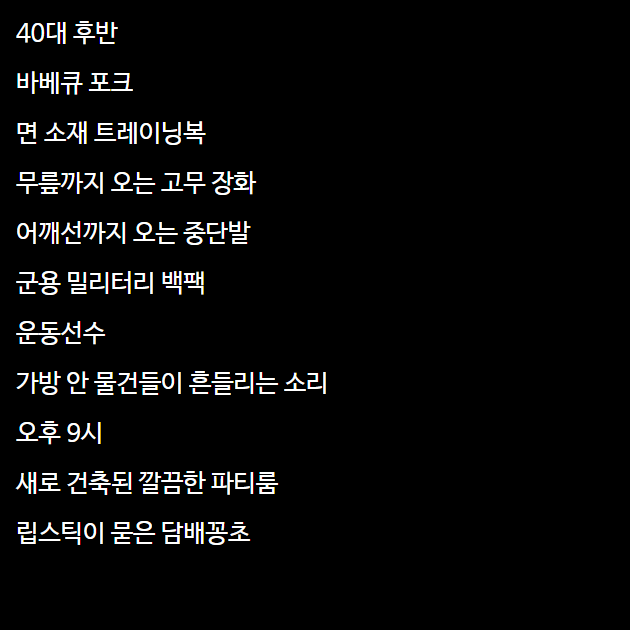 40대 후반
바베큐 포크
면 소재 트레이닝복
무릎까지 오는 고무 장화
어깨선까지 오는 중단발
군용 밀리터리 백팩
운동선수
가방 안 물건들이 흔들리는 소리
오후 9시
새로 건축된 깔끔한 파티룸
립스틱이 묻은 담배꽁초